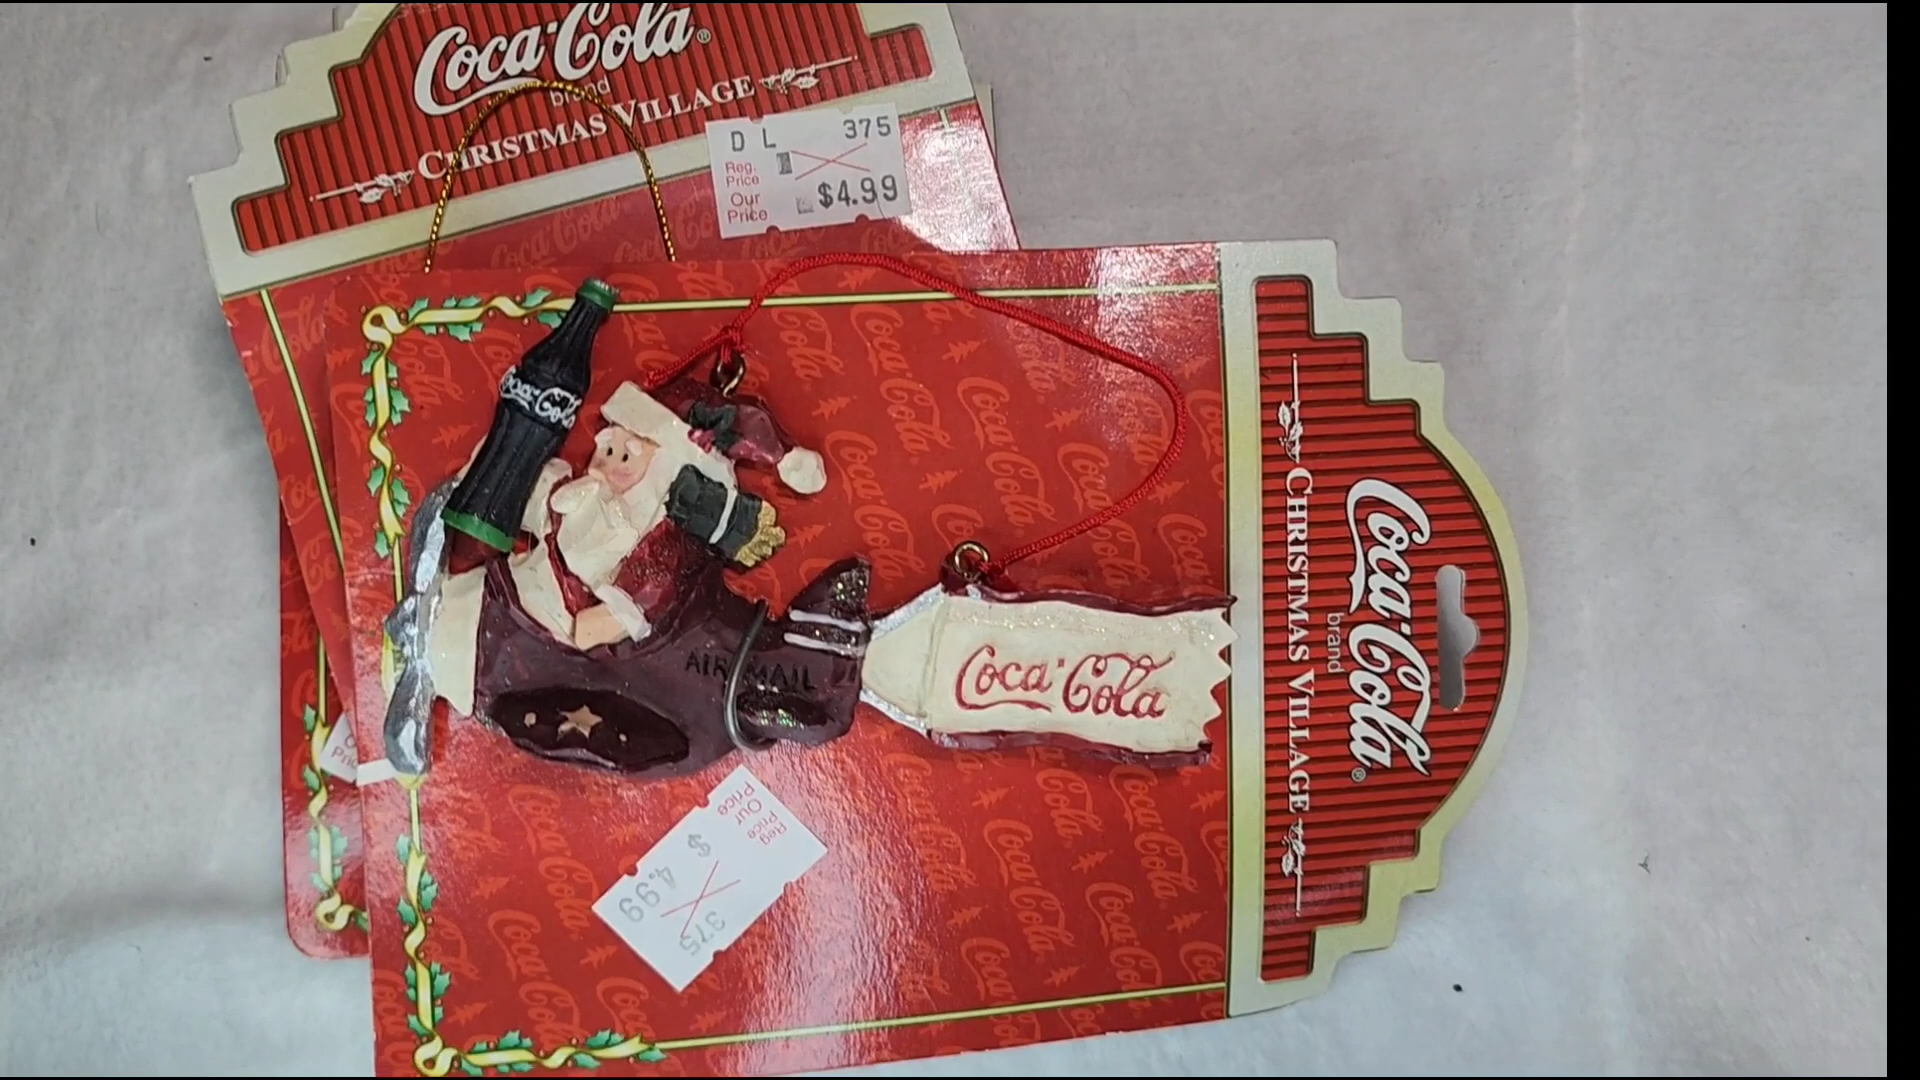 Coca-Cola®
brand
CHRISTMAS VILLAGE
D L 375
Reg.
Price
Our
Price $4.99
Coca-Cola
AIR MAIL
Coca-Cola
Coca-Cola®
brand
CHRISTMAS VILLAGE
375
Reg
Price
Our
Price
$ 4.99